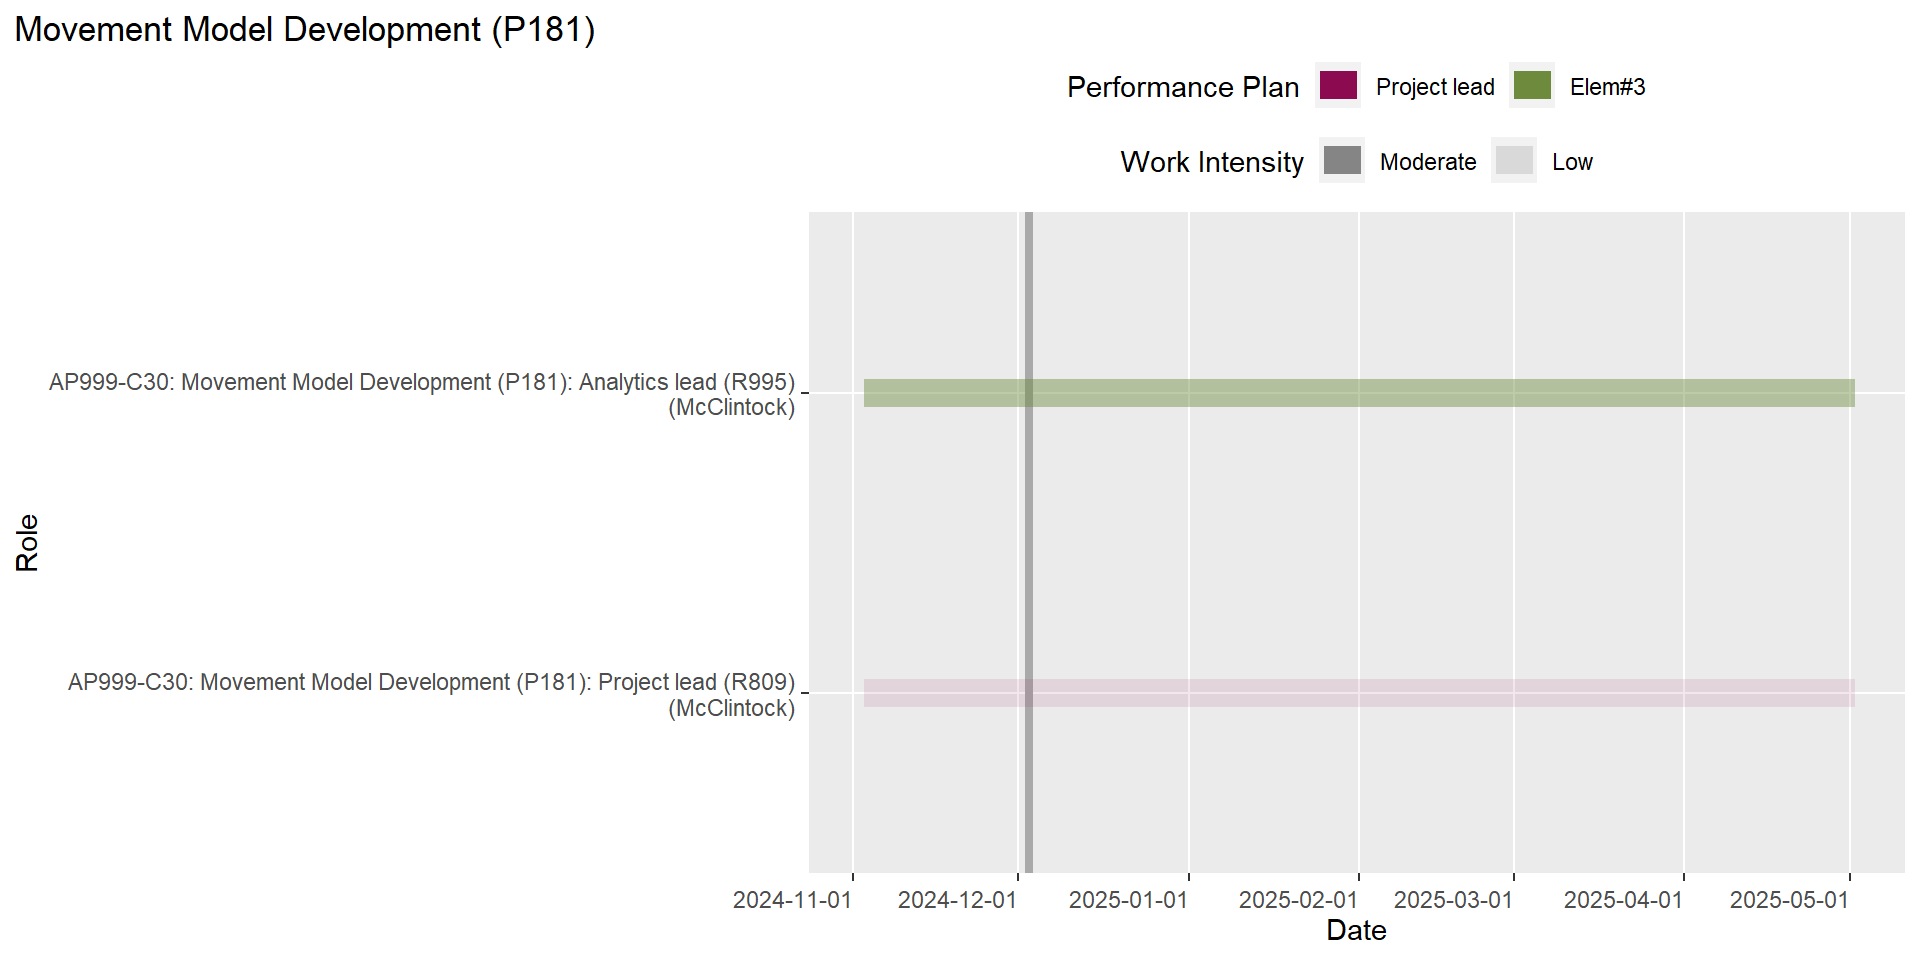 Movement Model Development (P181)
Performance Plan Project lead Elem#3
Work Intensity Moderate Low
AP999-C30: Movement Model Development (P181): Analytics lead (R995)
(McClintock)
Role
AP999-C30: Movement Model Development (P181): Project lead (R809)
(McClintock)
2024-11-01 2024-12-01 2025-01-01 2025-02-01 2025-03-01 2025-04-01 2025-05-01
Date